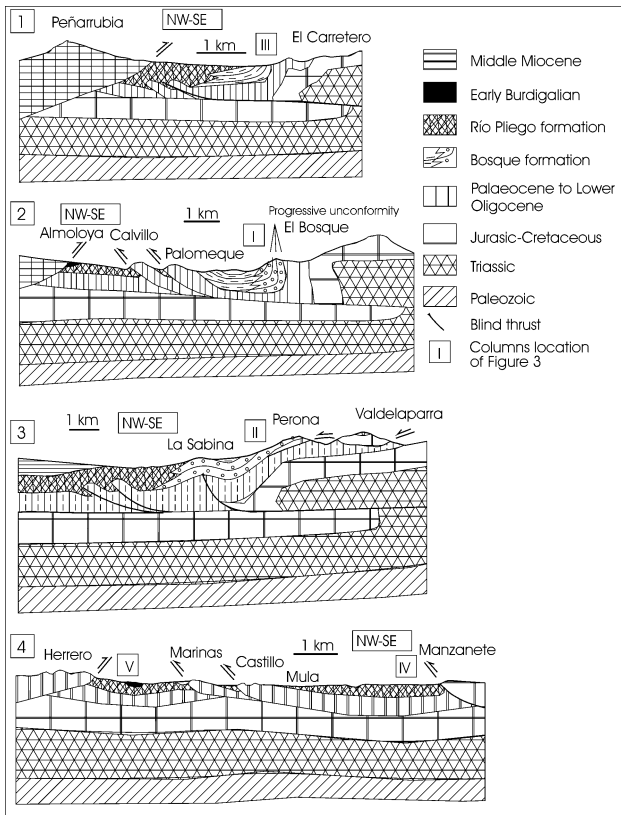 1
Peñarrubia
NW-SE
1 km
III
El Carretero
2
NW-SE
1 km
Progressive unconformity
Almoloya
Calvillo
Palomeque
I
El Bosque
3
1 km
NW-SE
La Sabina
II
Perona
Valdelaparra
4
Herrero
V
Marinas
Castillo
1 km
Mula
NW-SE
IV
Manzanete
Middle Miocene
Early Burdigalian
Río Pliego formation
Bosque formation
Palaeocene to Lower
Oligocene
Jurasic-Cretaceous
Triassic
Paleozoic
Blind thrust
I
Columns location
of Figure 3